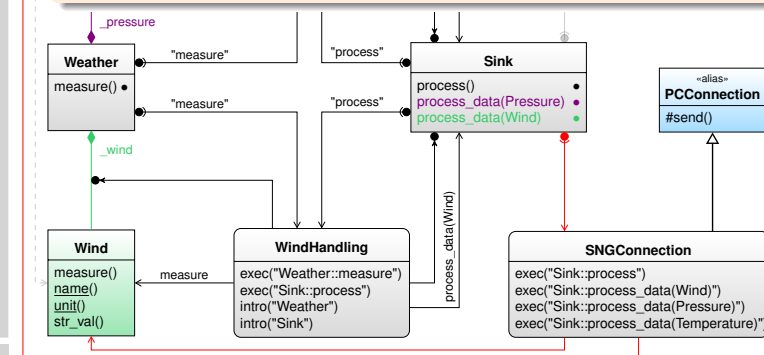 _pressure
Weather
measure()
"measure"
"process"
"measure"
"process"
Sink
process()
process_data(Pressure)
process_data(Wind)
«alias»
PCConnection
#send()
_wind
Wind
measure()
name()
unit()
str_val()
measure
WindHandling
exec("Weather::measure")
exec("Sink::process")
intro("Weather")
intro("Sink")
process_data(Wind)
SNGConnection
exec("Sink::process")
exec("Sink::process_data(Wind)")
exec("Sink::process_data(Pressure)")
exec("Sink::process_data(Temperature)")